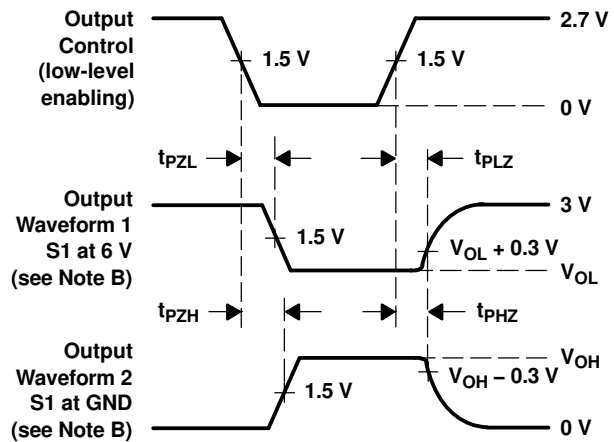 Output
Control
(low-level
enabling)
2.7 V
1.5 V
1.5 V
0 V
tPZL
tPLZ
Output
Waveform 1
S1 at 6 V
(see Note B)
3 V
1.5 V
VOL + 0.3 V
VOL
tPZH
tPHZ
Output
Waveform 2
S1 at GND
(see Note B)
VOH
1.5 V
VOH − 0.3 V
0 V